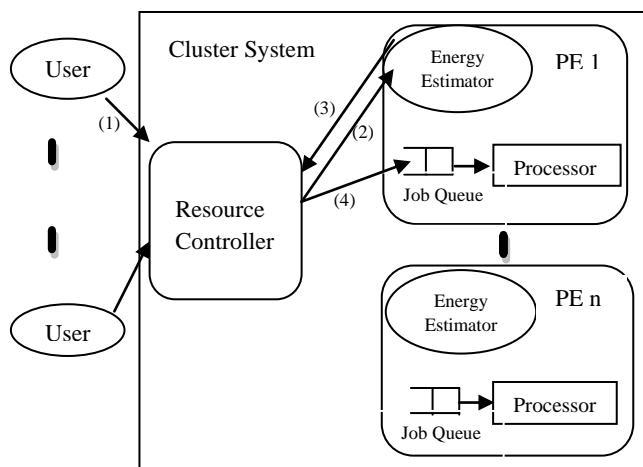 Cluster System
User
(1)
Resource
Controller
(3)
(2)
(4)
Energy
Estimator
PE 1
Job Queue
Processor
User
Energy
Estimator
PE n
Job Queue
Processor